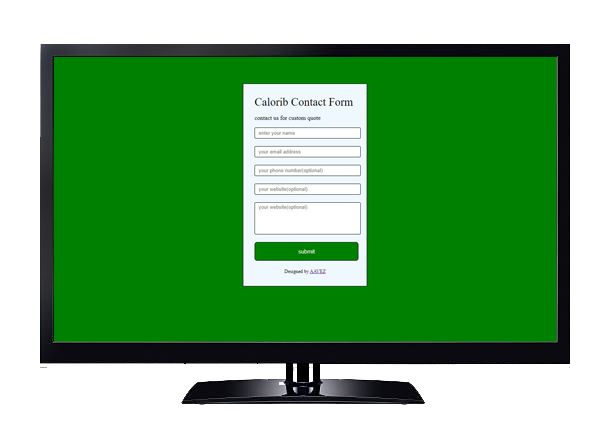 Calorib Contact Form
contact us for custom quote
enter your name
your email address
your phone number(optional)
your website(optional)
your website(optional)
submit
Designed by